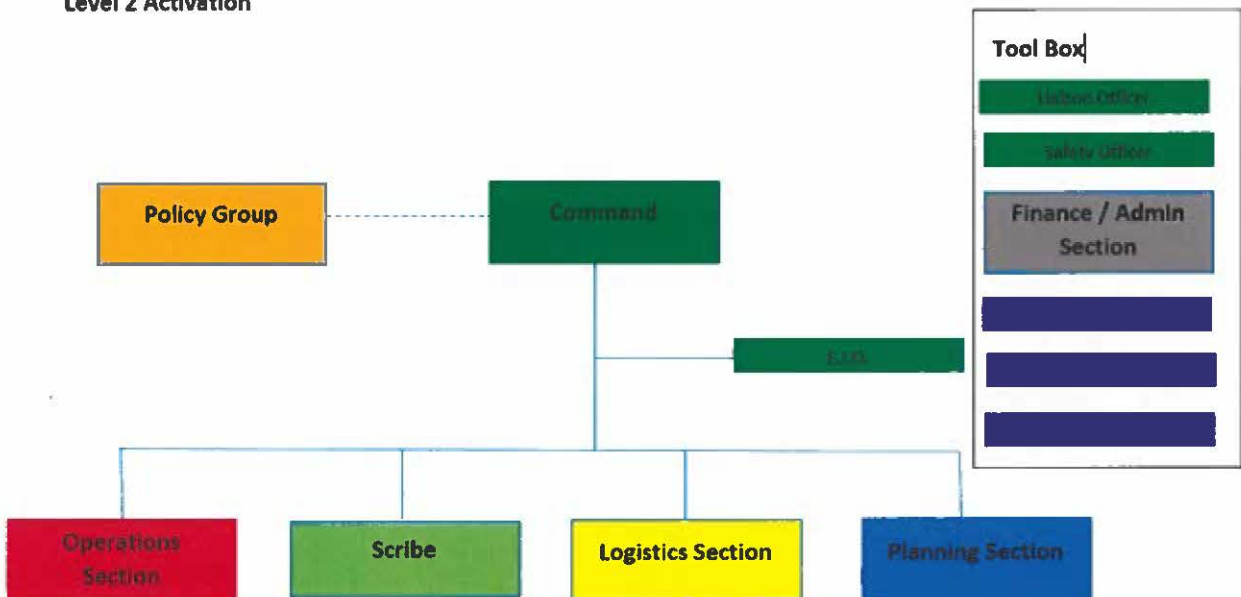 Level 2 Activation
Tool Box
Liaison Officer
Safety Officer
Policy Group
Command
Finance / Admin
Section
Operations
Section
Scribe
Logistics Section
Planning Section